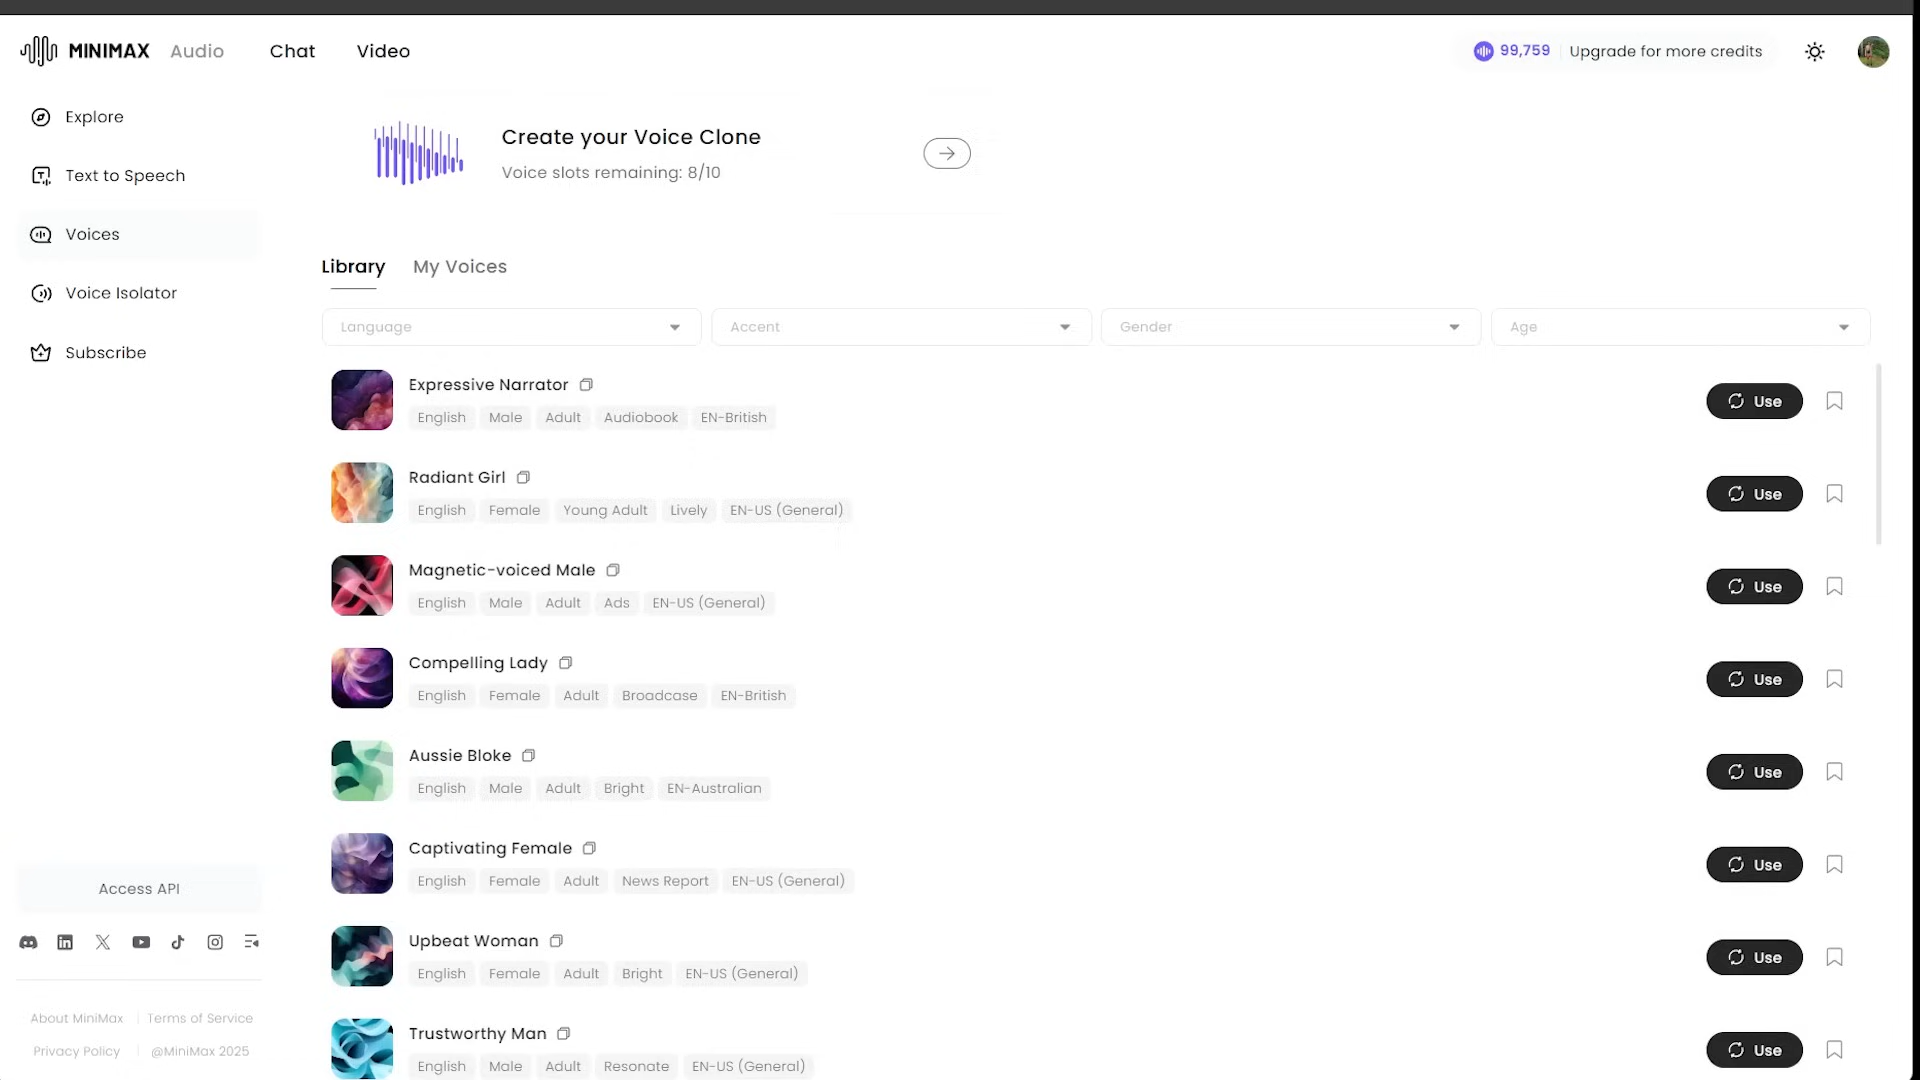 MINIMAX Audio Chat Video 99,759 Upgrade for more credits
Explore
Text to Speech
Voices
Voice Isolator
Subscribe
Access API
About MiniMax Terms of Service
Privacy Policy @MiniMax 2025
Create your Voice Clone
Voice slots remaining: 8/10
Library My Voices
Language Accent Gender Age
Expressive Narrator
English Male Adult Audiobook EN-British
Use
Radiant Girl
English Female Young Adult Lively EN-US (General)
Use
Magnetic-voiced Male
English Male Adult Ads EN-US (General)
Use
Compelling Lady
English Female Adult Broadcase EN-British
Use
Aussie Bloke
English Male Adult Bright EN-Australian
Use
Captivating Female
English Female Adult News Report EN-US (General)
Use
Upbeat Woman
English Female Adult Bright EN-US (General)
Use
Trustworthy Man
English Male Adult Resonate EN-US (General)
Use